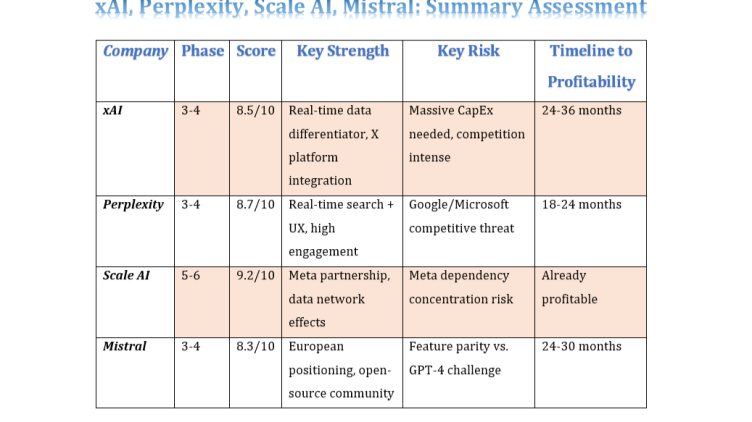 xAI, Perplexity, Scale AI, Mistral: Summary Assessment
Company Phase Score Key Strength Key Risk Timeline to
Profitability
xAI 3-4 8.5/10 Real-time data Massive CapEx 24-36 months
differentiator, X needed, competition
platform intense
integration
Perplexity 3-4 8.7/10 Real-time search + Google/Microsoft 18-24 months
UX, high competitive threat
engagement
Scale AI 5-6 9.2/10 Meta partnership, Meta dependency Already
data network concentration risk profitable
effects
Mistral 3-4 8.3/10 European Feature parity vs. 24-30 months
positioning, open- GPT-4 challenge
source community